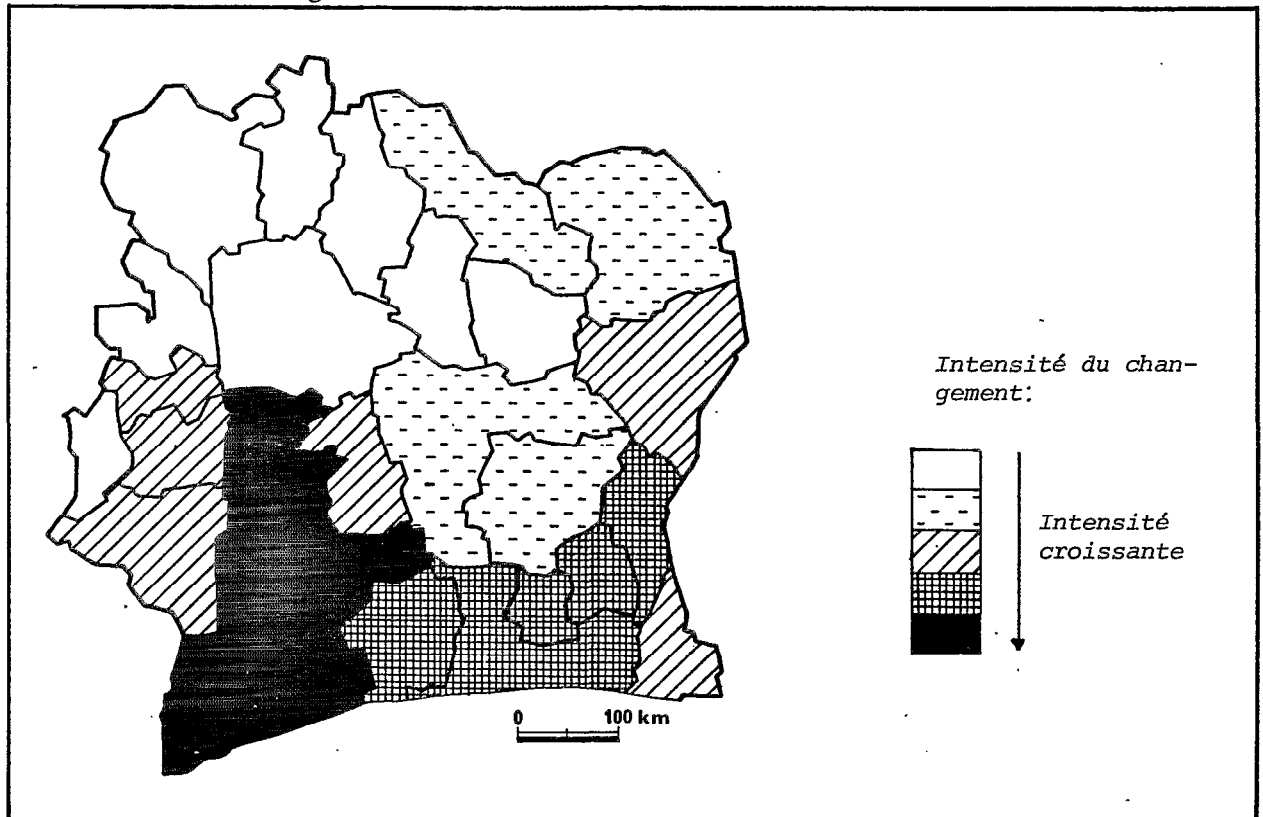 Intensité du chan-
gement:
Intensité
croissante
0 100 km